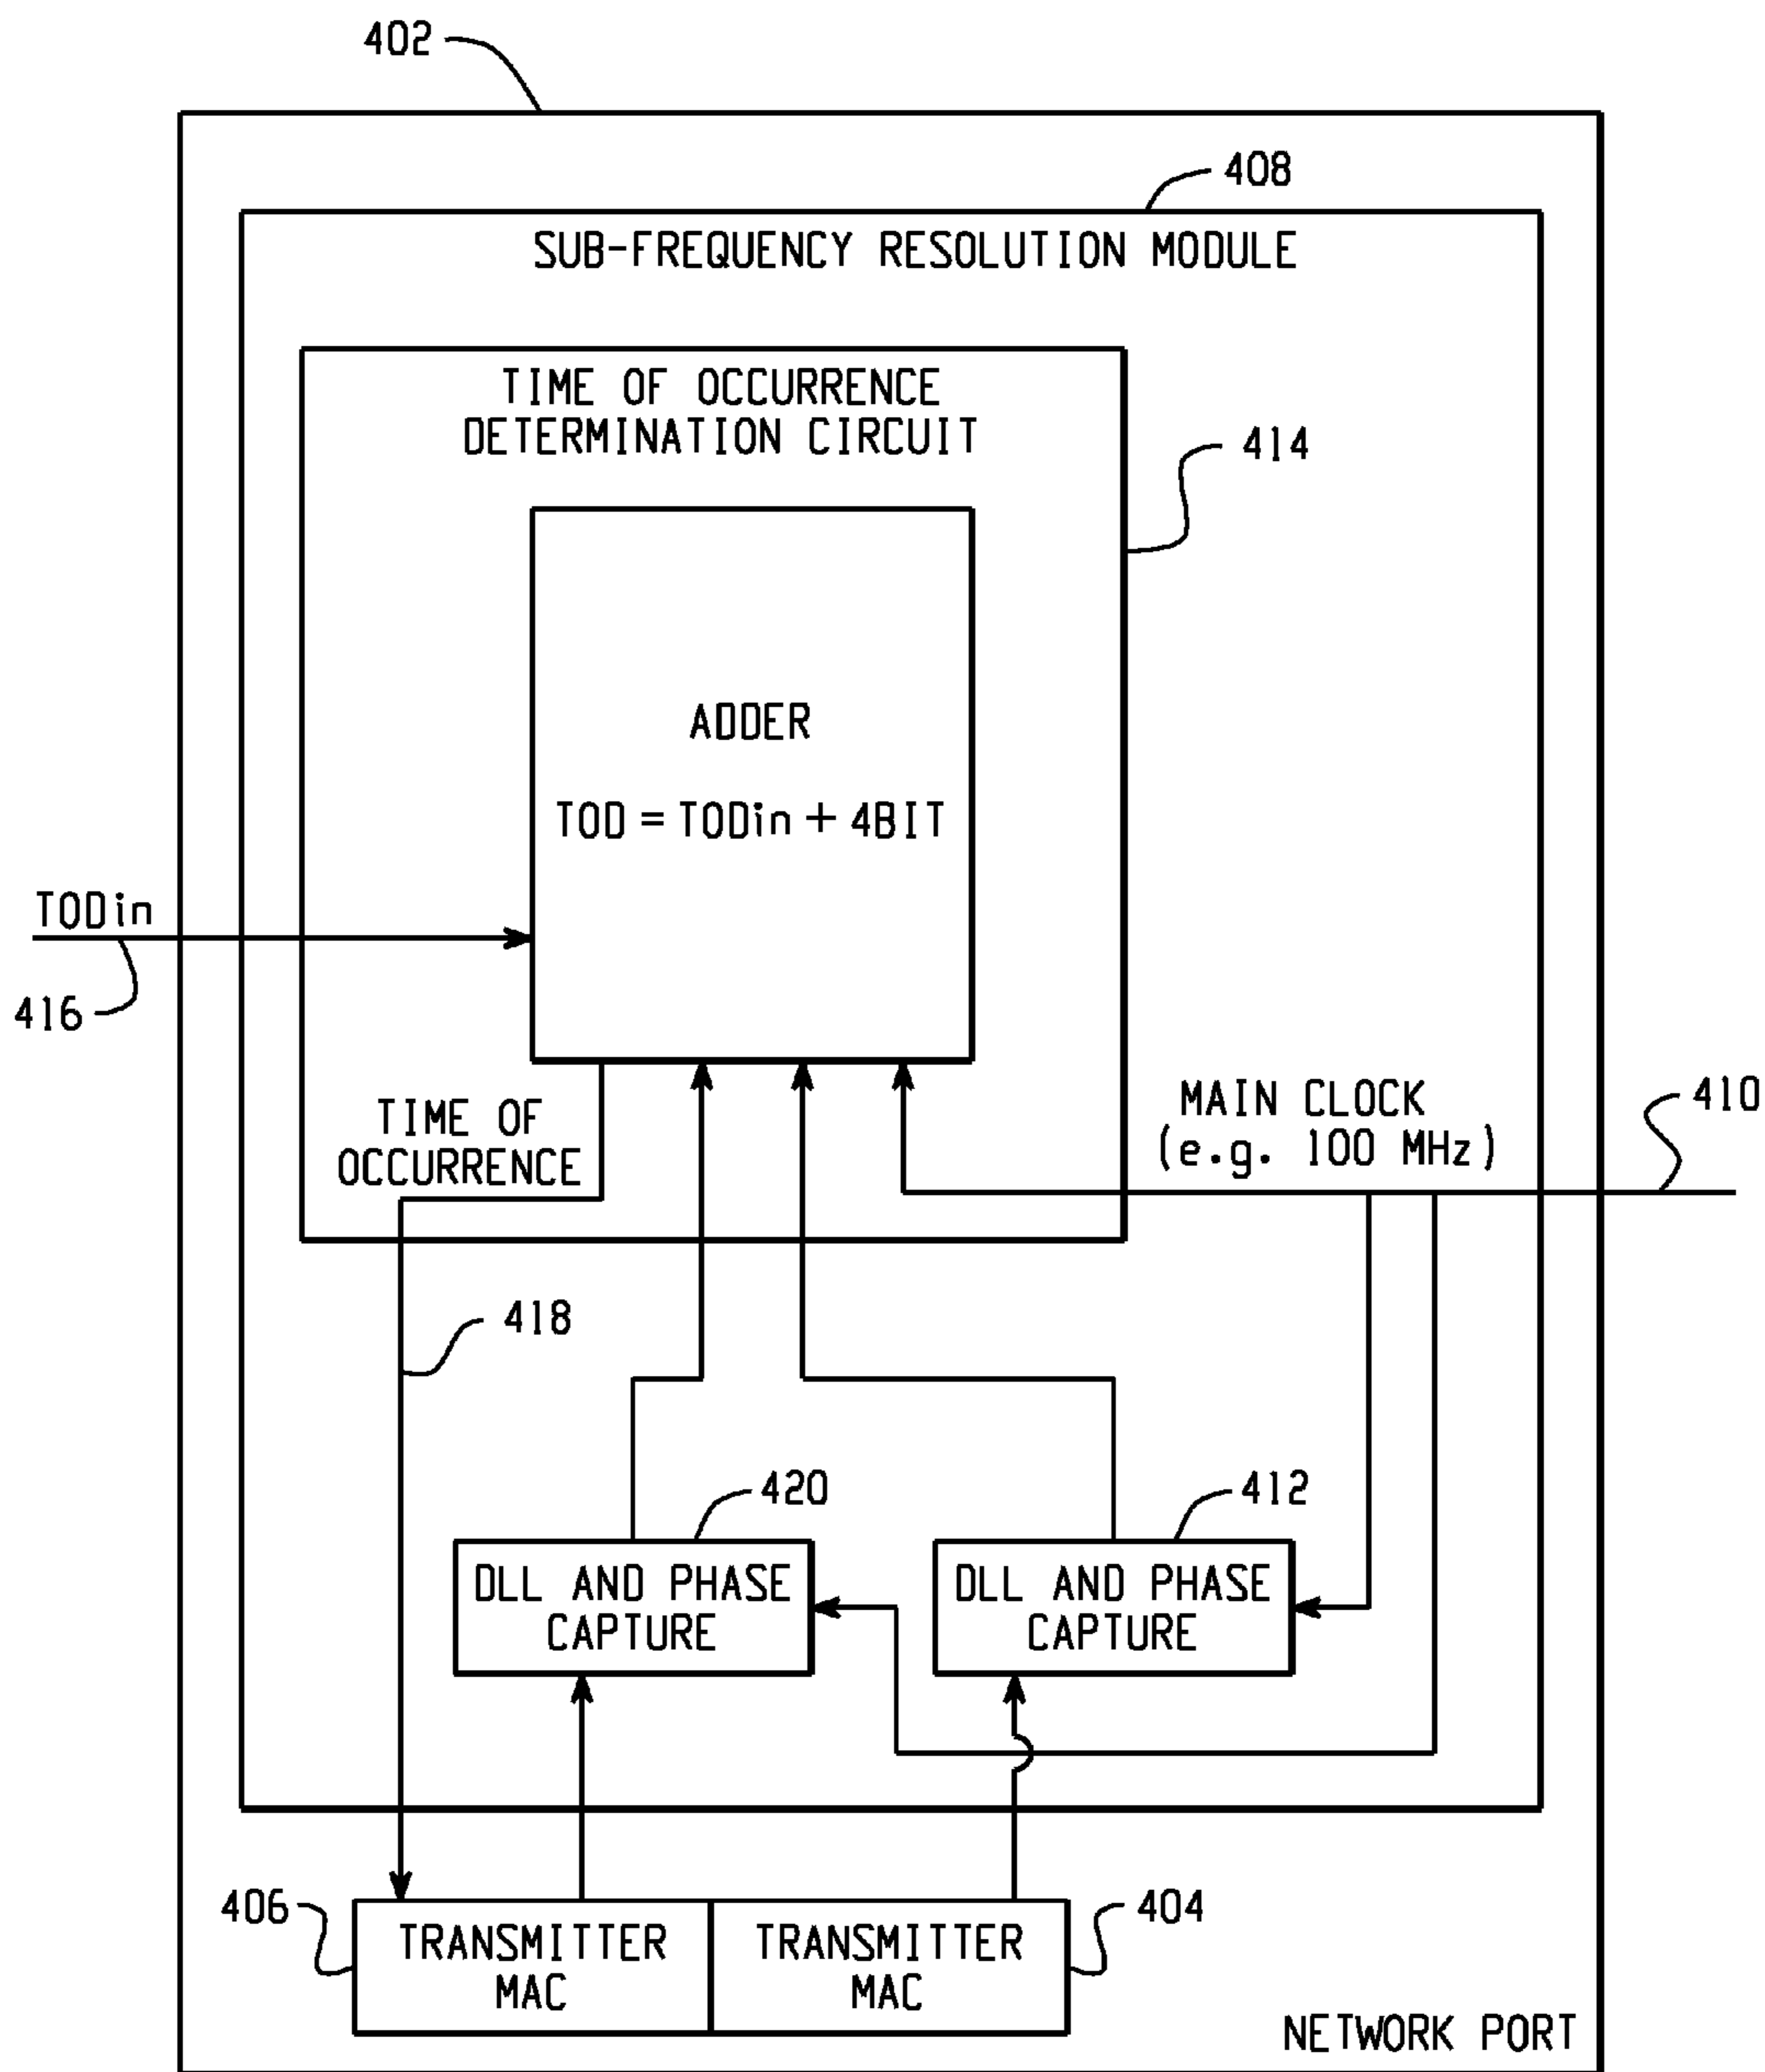 402
408
SUB-FREQUENCY RESOLUTION MODULE
TIME OF OCCURRENCE
DETERMINATION CIRCUIT
414
ADDER
TOD = TODin + 4BIT
TODin
416
TIME OF
OCCURRENCE
MAIN CLOCK
(e.g. 100 MHz)
410
418
420
412
DLL AND PHASE
CAPTURE
DLL AND PHASE
CAPTURE
406
404
TRANSMITTER
MAC
TRANSMITTER
MAC
NETWORK PORT